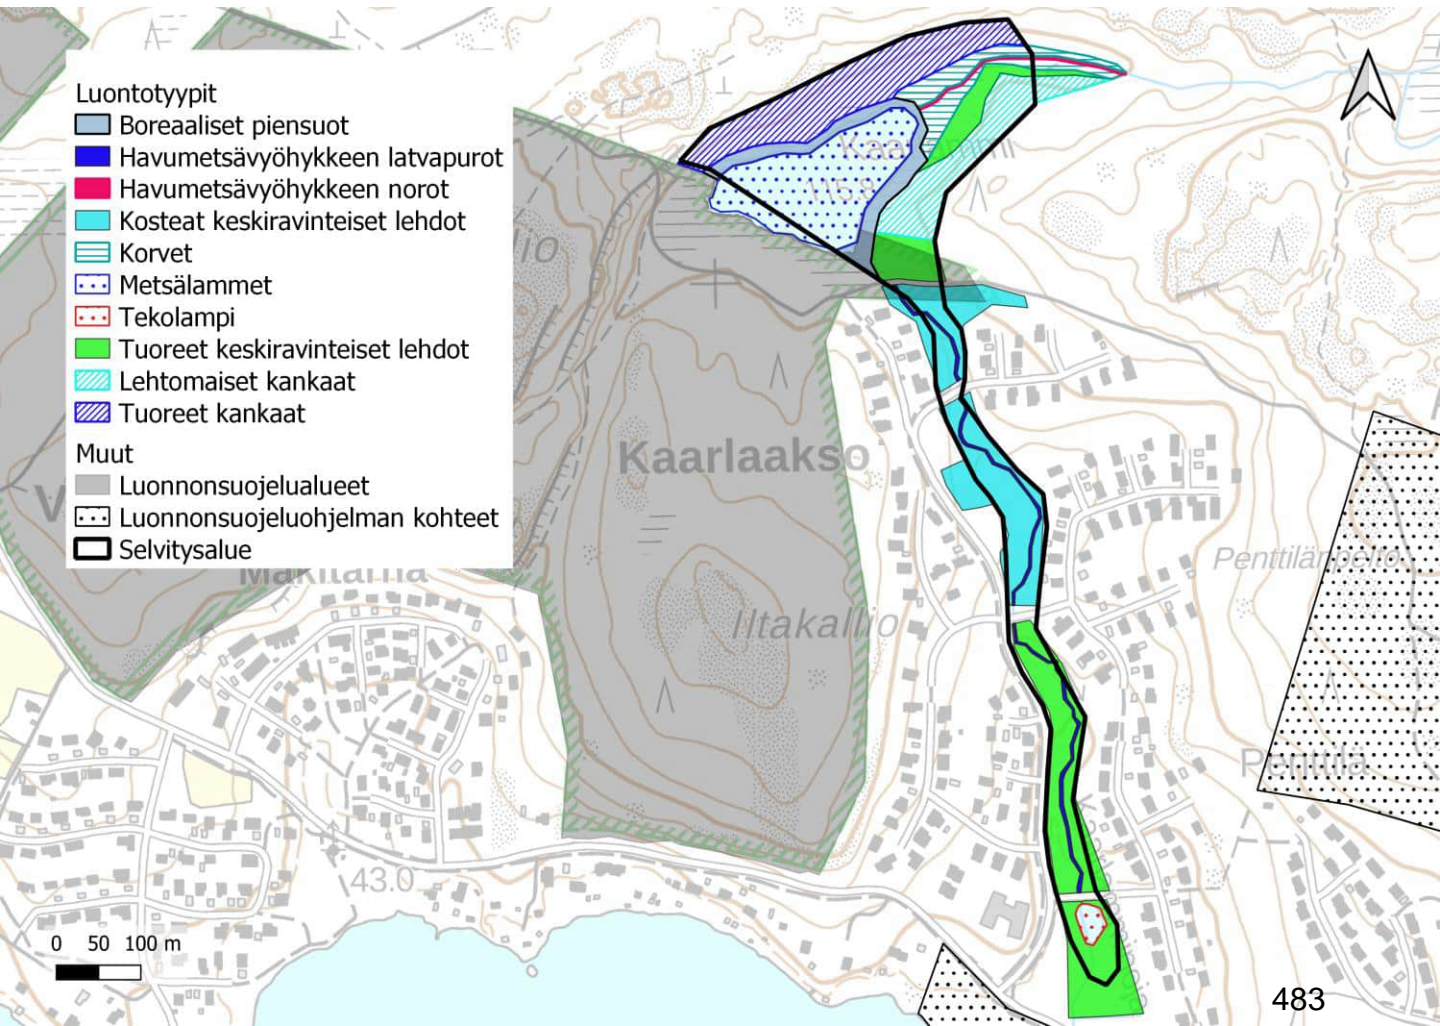 Luontotyypit
Boreaaliset piensuot
Havumetsävyöhykkeen latvapurot
Havumetsävyöhykkeen norot
Kosteat keskiravinteiset lehdot
Korvet
Metsälammet
Tekolampi
Tuoreet keskiravinteiset lehdot
Lehtomaiset kankaat
Tuoreet kankaat
Muut
Luonnonsuojelualueet
Luonnonsuojeluohjelman kohteet
Selvitysalue
Kaarlaakso
Iltakallio
Penttilänpelto
Penttilä
43.0
0 50 100 m
483